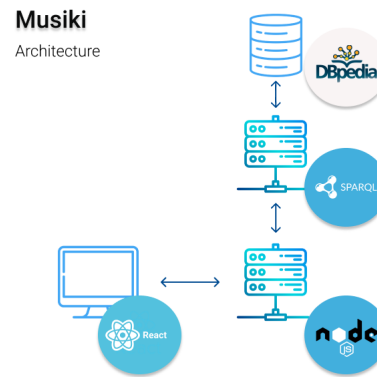 Musiki
Architecture
DBpedia
SPARQL
React
node
JS